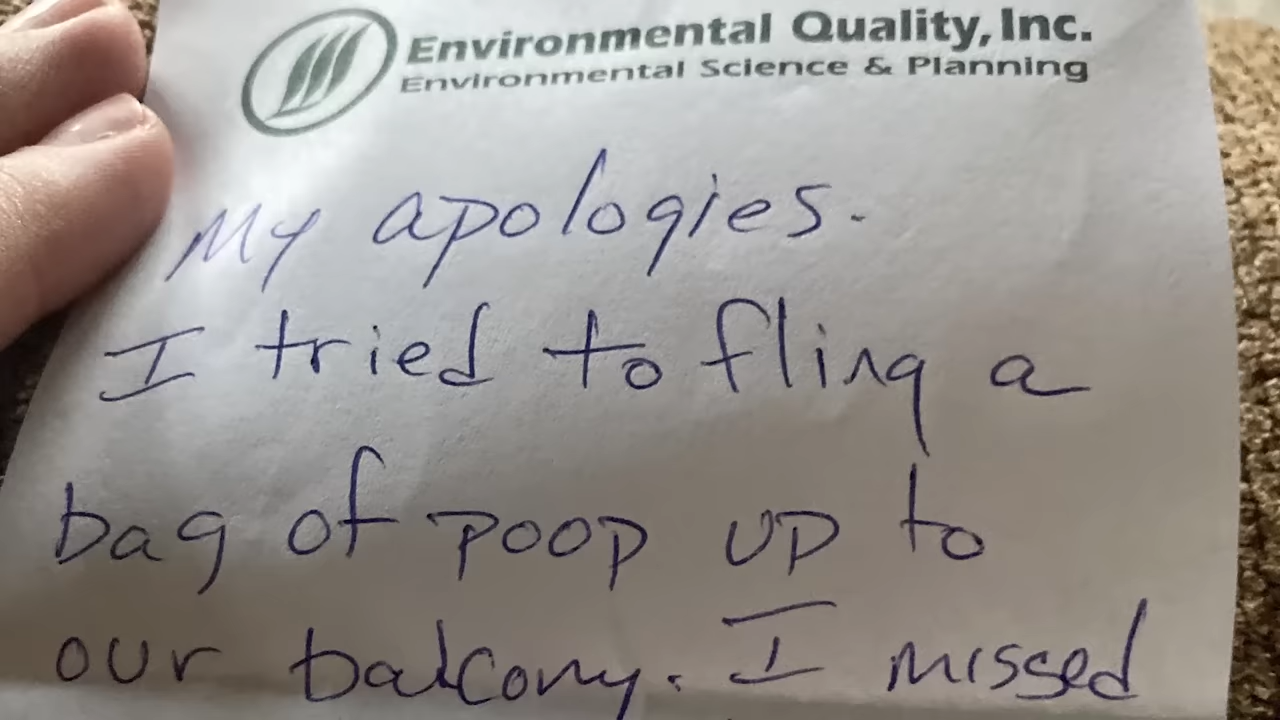 Environmental Quality, Inc.
Environmental Science & Planning
My apologies.
I tried to fling a
bag of poop up to
our balcony. I missed